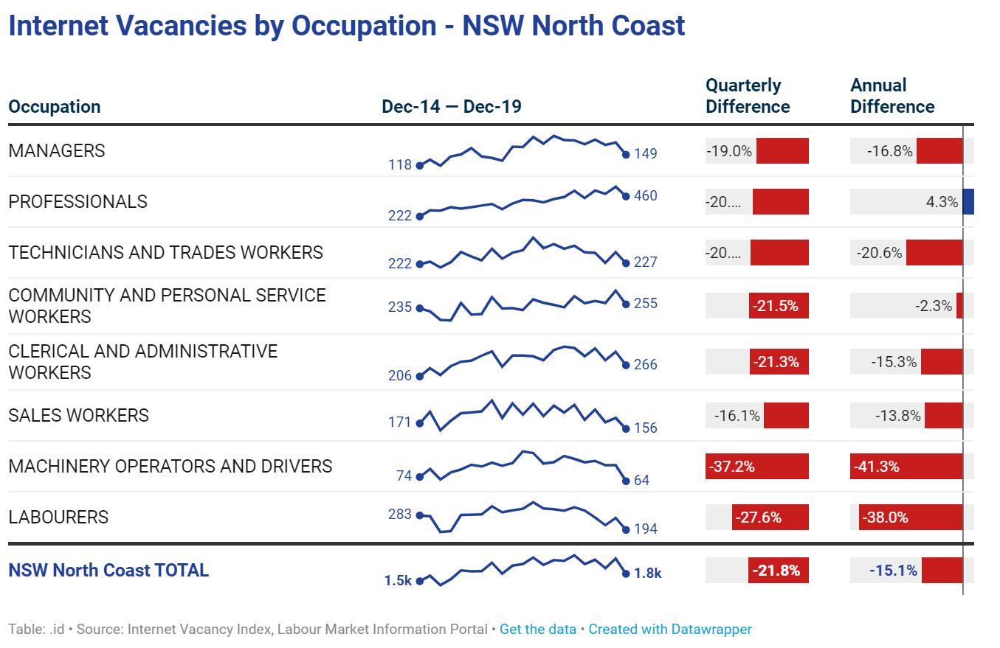 Internet Vacancies by Occupation - NSW North Coast
Occupation Dec-14 — Dec-19 Quarterly Difference Annual Difference
MANAGERS 118 149 -19.0% -16.8%
PROFESSIONALS 222 460 -20.... 4.3%
TECHNICIANS AND TRADES WORKERS 222 227 -20.... -20.6%
COMMUNITY AND PERSONAL SERVICE
WORKERS 235 255 -21.5% -2.3%
CLERICAL AND ADMINISTRATIVE
WORKERS 206 266 -21.3% -15.3%
SALES WORKERS 171 156 -16.1% -13.8%
MACHINERY OPERATORS AND DRIVERS 74 64 -37.2% -41.3%
LABOURERS 283 194 -27.6% -38.0%
NSW North Coast TOTAL 1.5k 1.8k -21.8% -15.1%
Table: .id • Source: Internet Vacancy Index, Labour Market Information Portal • Get the data • Created with Datawrapper